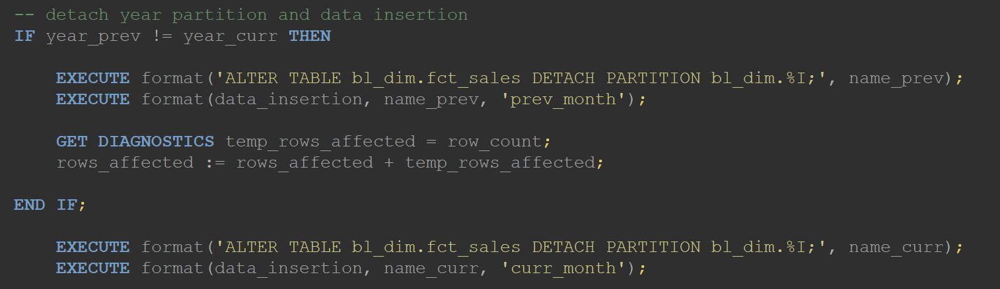 -- detach year partition and data insertion
IF year_prev != year_curr THEN
EXECUTE format('ALTER TABLE bl_dim.fct_sales DETACH PARTITION bl_dim.%I;', name_prev);
EXECUTE format(data_insertion, name_prev, 'prev_month');
GET DIAGNOSTICS temp_rows_affected = row_count;
rows_affected := rows_affected + temp_rows_affected;
END IF;
EXECUTE format('ALTER TABLE bl_dim.fct_sales DETACH PARTITION bl_dim.%I;', name_curr);
EXECUTE format(data_insertion, name_curr, 'curr_month');